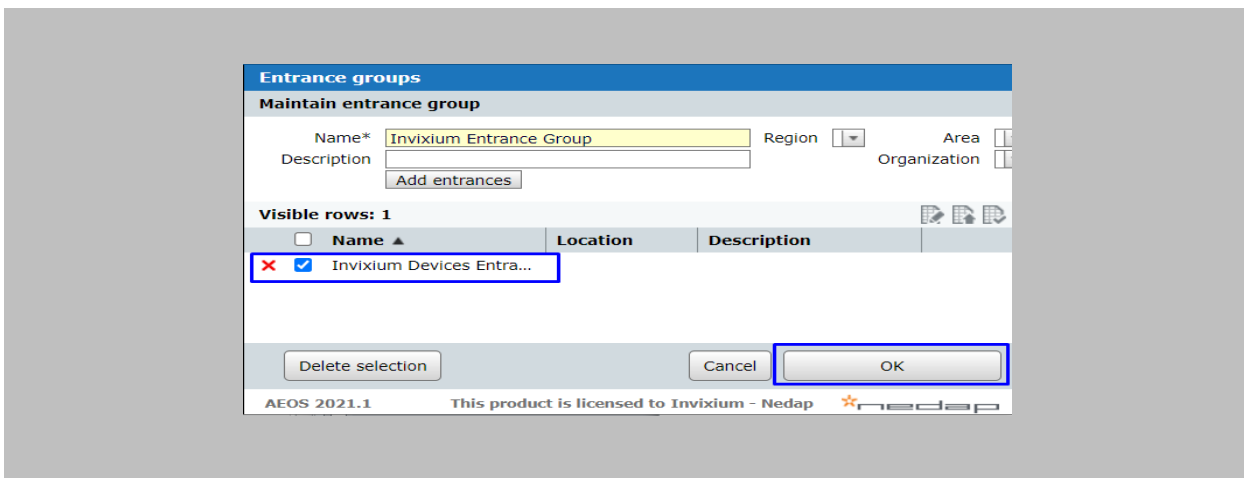 Entrance groups
Maintain entrance group
Name* Invixium Entrance Group Region Area
Description Organization
Add entrances
Visible rows: 1
Name ▲ Location Description
Invixium Devices Entra...
Delete selection Cancel OK
AEOS 2021.1 This product is licensed to Invixium - Nedap nedap